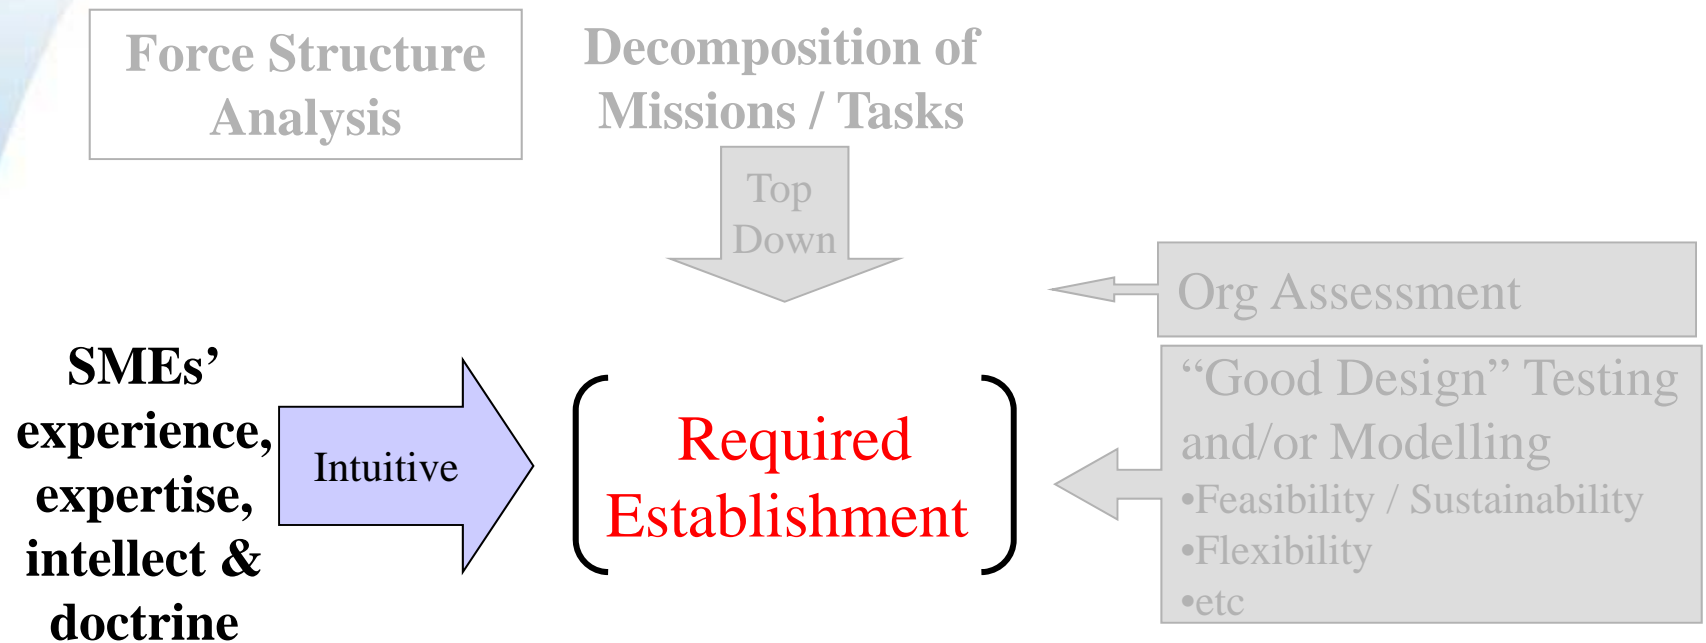 Force Structure
Analysis
Decomposition of
Missions / Tasks
Top
Down
Org Assessment
SMEs’
experience,
expertise,
intellect &
doctrine
Intuitive
Required
Establishment
“Good Design” Testing
and/or Modelling
•Feasibility / Sustainability
•Flexibility
•etc